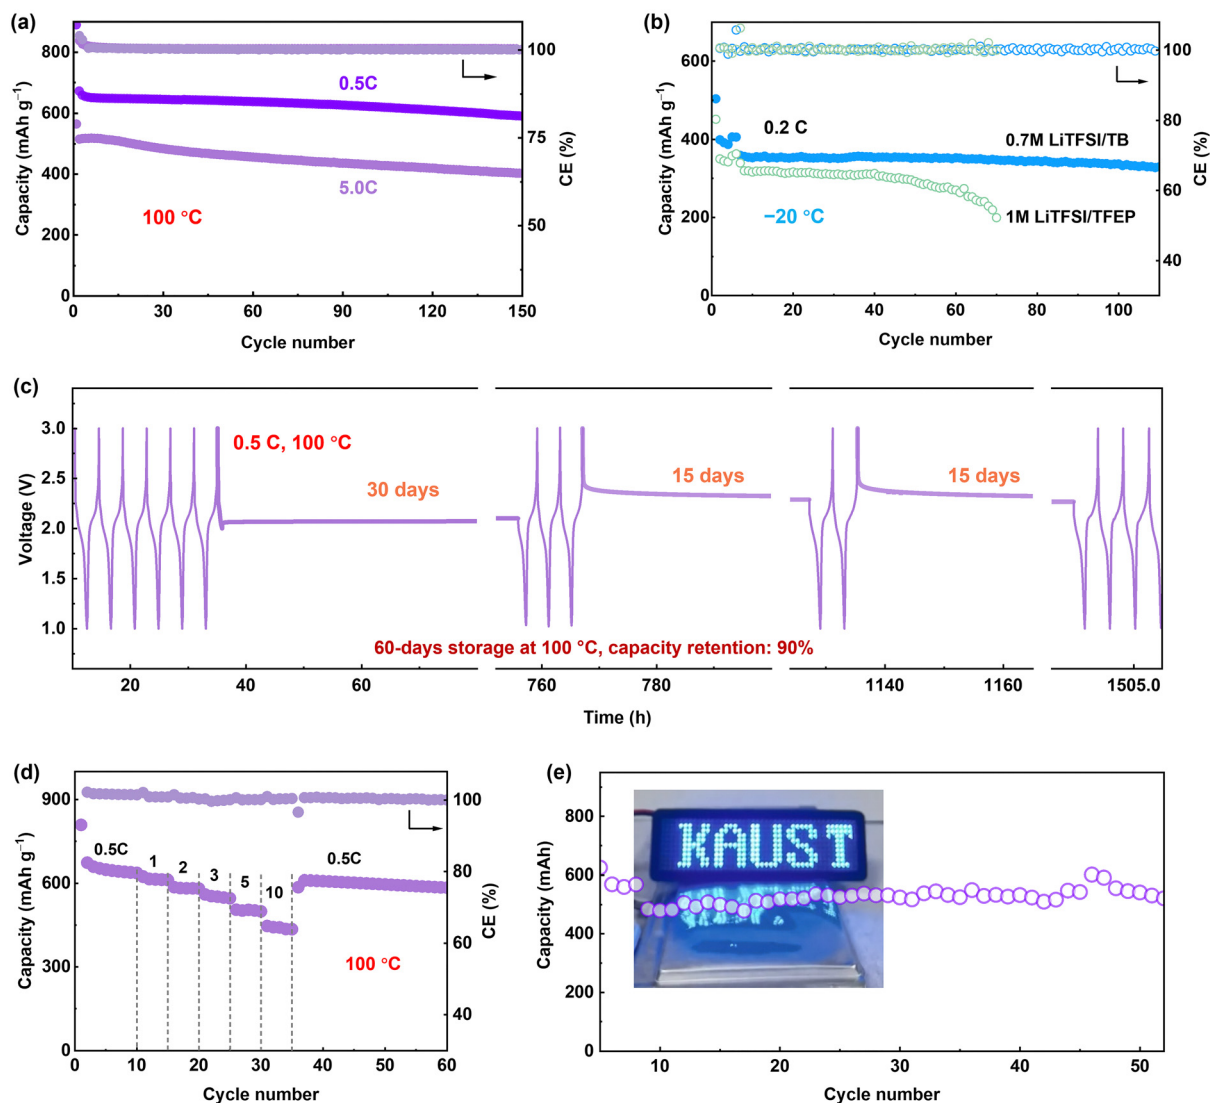 (a)
800
600
400
200
0
Capacity (mAh g⁻¹)
0.5C
5.0C
100 °C
100
75
50
CE (%)
0
30
60
90
120
150
Cycle number
(b)
600
400
200
0
Capacity (mAh g⁻¹)
0.2 C
0.7M LiTFSI/TB
−20 °C
1M LiTFSI/TFEP
100
80
60
40
CE (%)
0
20
40
60
80
100
Cycle number
(c)
3.0
2.5
2.0
1.5
1.0
Voltage (V)
0.5 C, 100 °C
30 days
15 days
15 days
60-days storage at 100 °C, capacity retention: 90%
20
40
60
760
780
1140
1160
1505.0
Time (h)
(d)
900
600
300
0
Capacity (mAh g⁻¹)
0.5C
1
2
3
5
10
0.5C
100 °C
100
80
60
40
CE (%)
0
10
20
30
40
50
60
Cycle number
(e)
800
600
400
200
0
Capacity (mAh)
KAUST
10
20
30
40
50
Cycle number